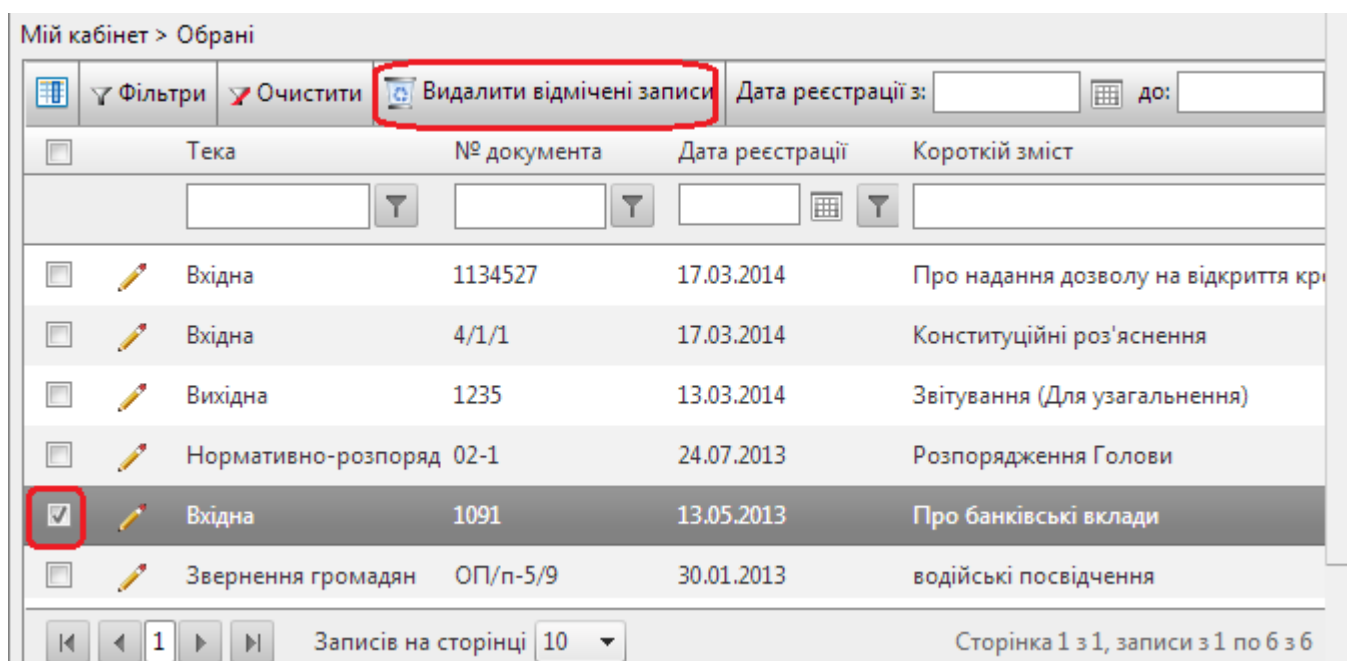 Мій кабінет > Обрані
Фільтри Очистити Видалити відмічені записи Дата реєстрації з: до:
Тека № документа Дата реєстрації Короткій зміст
Вхідна 1134527 17.03.2014 Про надання дозволу на відкриття
Вхідна 4/1/1 17.03.2014 Конституційні роз'яснення
Вихідна 1235 13.03.2014 Звітування (Для узагальнення)
Нормативно-розпоряд 02-1 24.07.2013 Розпорядження Голови
Вхідна 1091 13.05.2013 Про банківські вклади
Звернення громадян ОП/п-5/9 30.01.2013 водійські посвідчення
1 Записів на сторінці 10 Сторінка 1 з 1, записи з 1 по 6 з 6